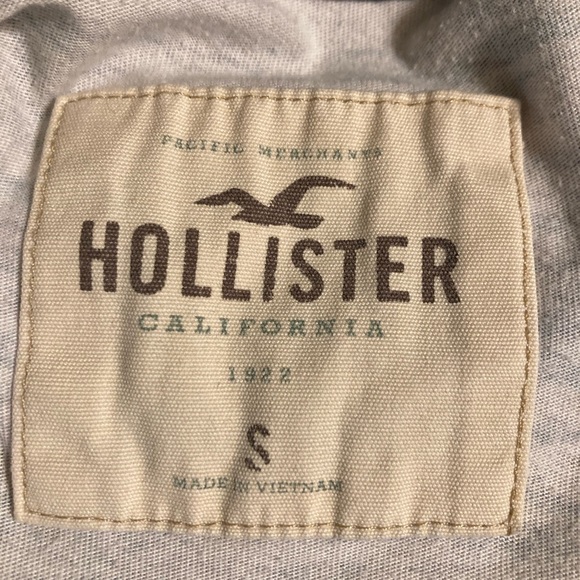 PACIFIC MERCHANTS
HOLLISTER
CALIFORNIA
1922
S
MADE IN VIETNAM